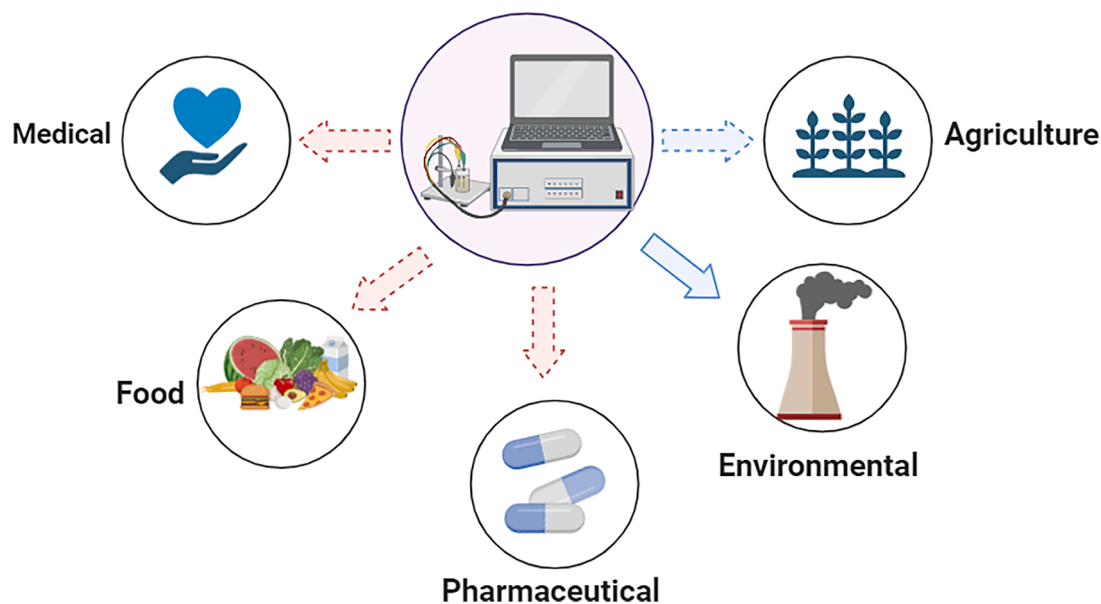 Medical
Agriculture
Food
Environmental
Pharmaceutical